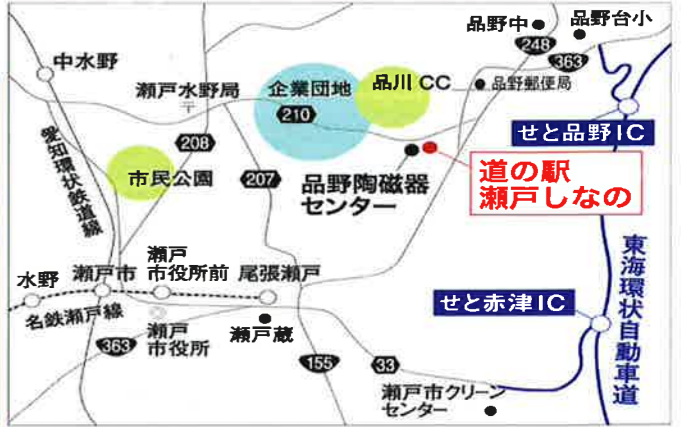 品野中
品野台小
208
248
363
中水野
瀬戸水野局
企業団地
品川CC
品野郵便局
210
せと品野IC
愛知環状鉄道線
208
市民公園
207
品野陶磁器
センター
道の駅
瀬戸しなの
東海環状自動車道
水野
瀬戸市
瀬戸
市役所前
尾張瀬戸
名鉄瀬戸線
せと赤津IC
瀬戸
市役所
瀬戸蔵
363
155
33
瀬戸市クリーン
センター